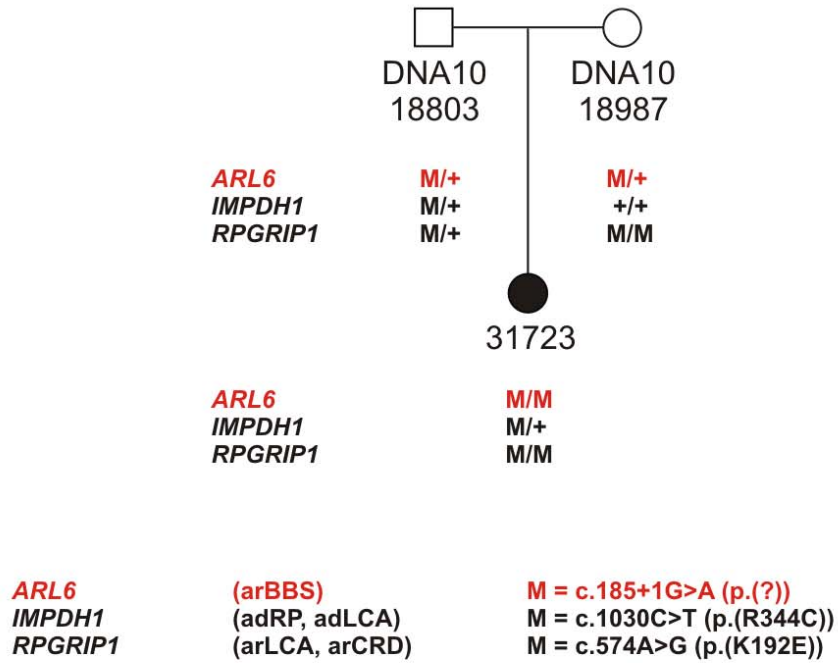 DNA10 DNA10
18803 18987
ARL6 M/+ M/+
IMPDH1 M/+ +/+
RPGRIP1 M/+ M/M
31723
ARL6 M/M
IMPDH1 M/+
RPGRIP1 M/M
ARL6 (arBBS) M = c.185+1G>A (p.(?))
IMPDH1 (adRP, adLCA) M = c.1030C>T (p.(R344C))
RPGRIP1 (arLCA, arCRD) M = c.574A>G (p.(K192E))